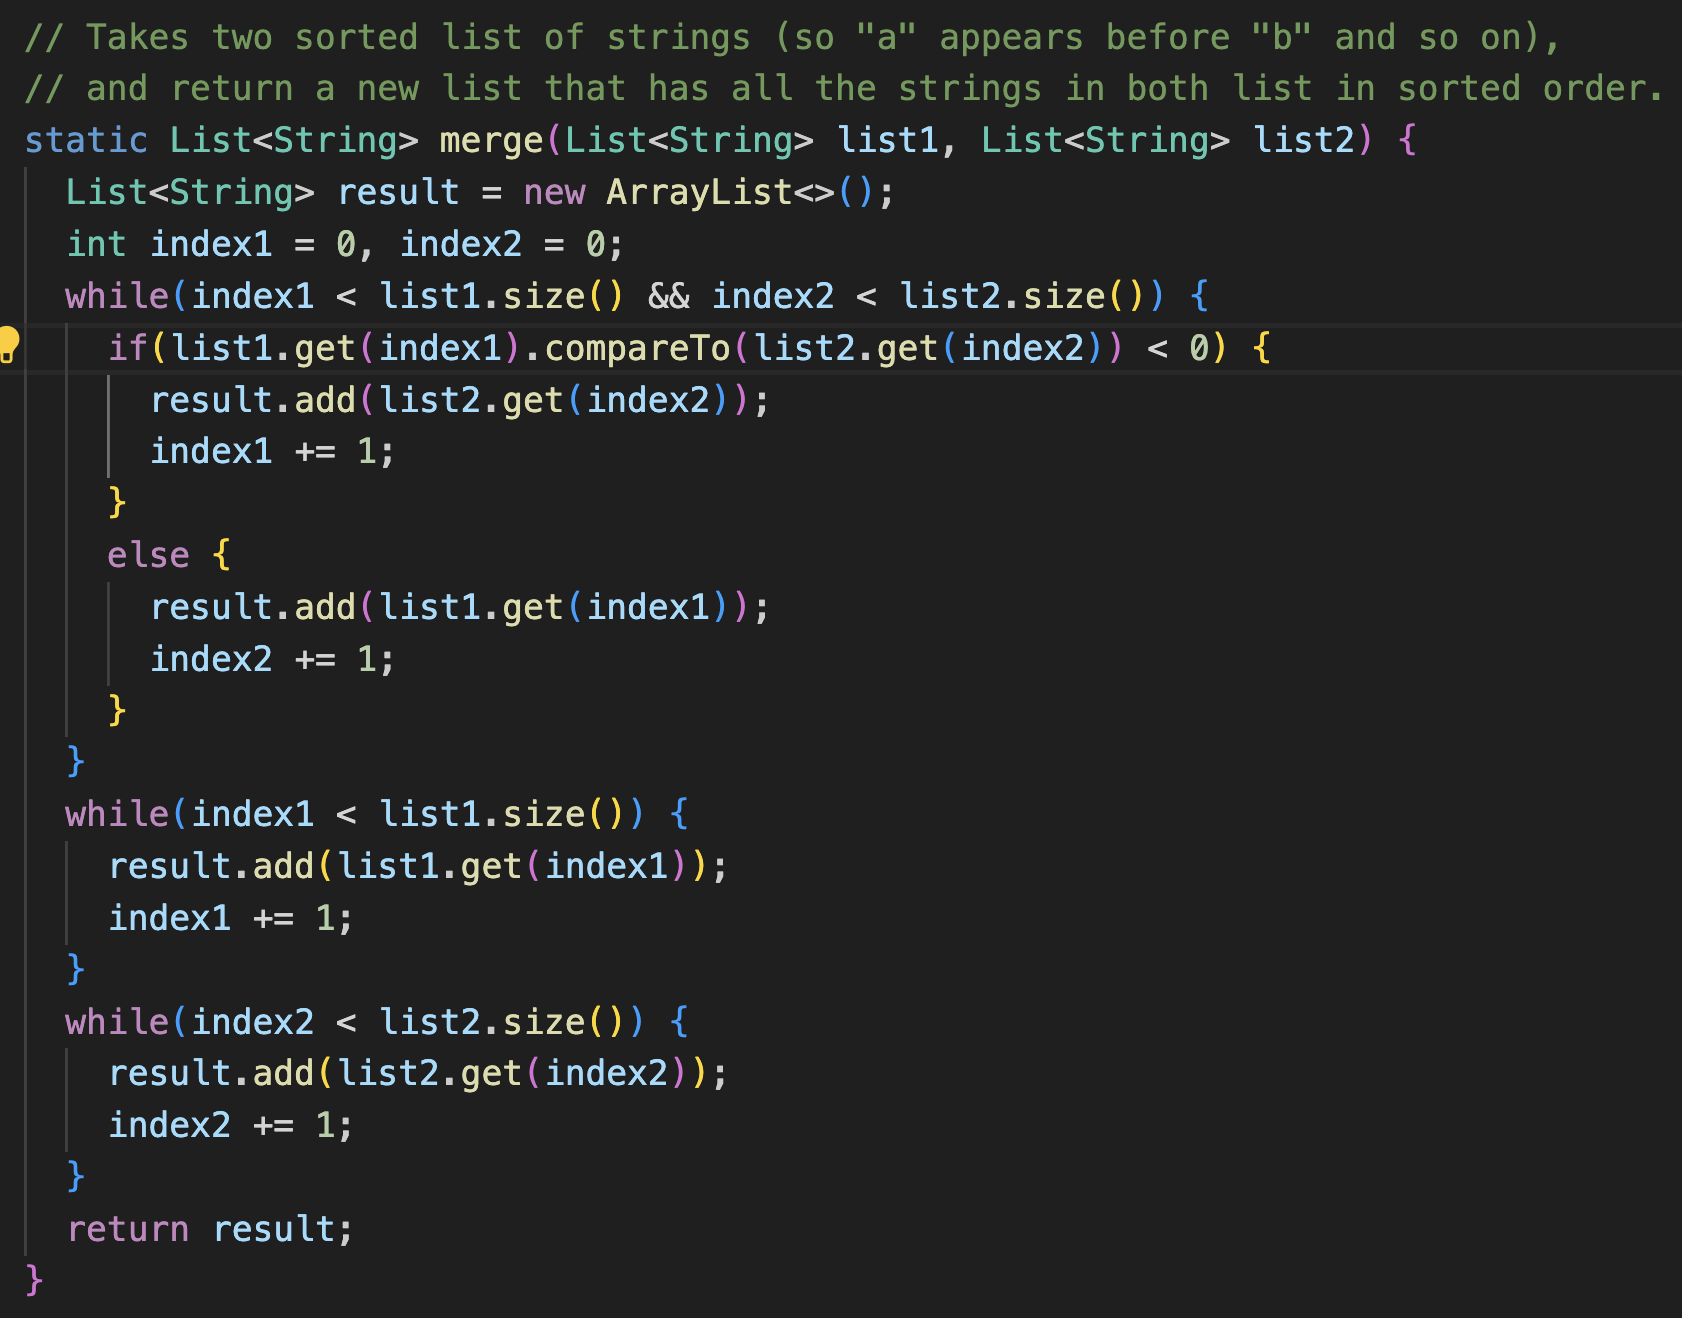 // Takes two sorted list of strings (so "a" appears before "b" and so on),
// and return a new list that has all the strings in both list in sorted order.
static List<String> merge(List<String> list1, List<String> list2) {
  List<String> result = new ArrayList<>();
  int index1 = 0, index2 = 0;
  while(index1 < list1.size() && index2 < list2.size()) {
    if(list1.get(index1).compareTo(list2.get(index2)) < 0) {
      result.add(list2.get(index2));
      index1 += 1;
    }
    else {
      result.add(list1.get(index1));
      index2 += 1;
    }
  }
  while(index1 < list1.size()) {
    result.add(list1.get(index1));
    index1 += 1;
  }
  while(index2 < list2.size()) {
    result.add(list2.get(index2));
    index2 += 1;
  }
  return result;
}